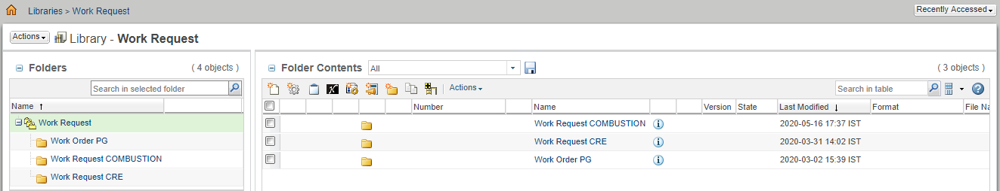 Libraries > Work Request
Recently Accessed
Actions
Library - Work Request
Folders
( 4 objects )
Search in selected folder
Name
Work Request
Work Order PG
Work Request COMBUSTION
Work Request CRE
Folder Contents
All
( 3 objects )
Actions
Search in table
Number Name Version State Last Modified Format File Na
Work Request COMBUSTION 2020-05-16 17:37 IST
Work Request CRE 2020-03-31 14:02 IST
Work Order PG 2020-03-02 15:39 IST